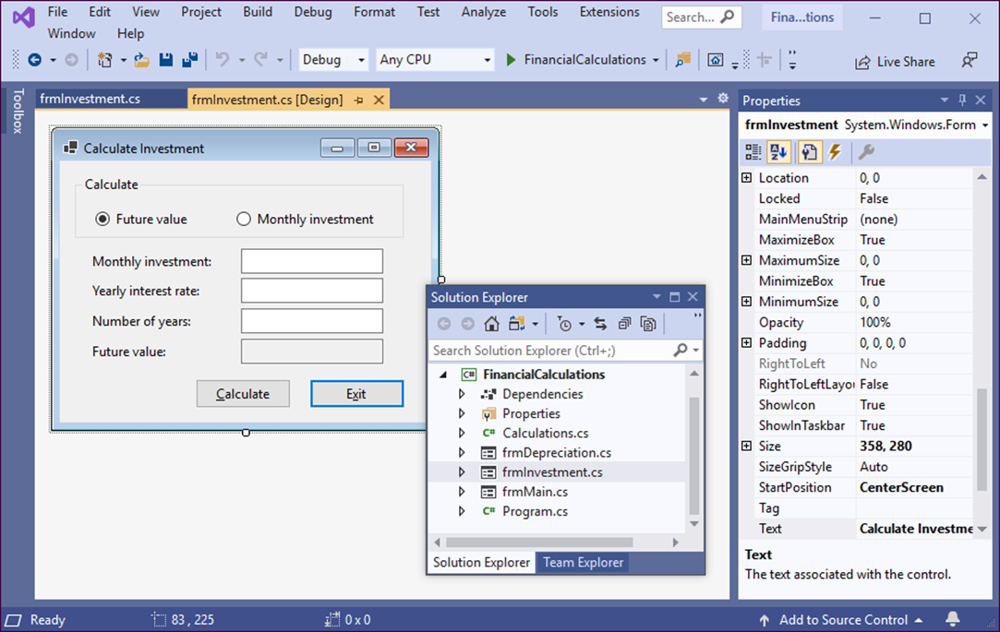 File Edit View Project Build Debug Format Test Analyze Tools Extensions Search... Fina...tions
Window Help
Debug Any CPU FinancialCalculations Live Share
Toolbox
frmInvestment.cs frmInvestment.cs [Design]
Calculate Investment
Calculate
Future value Monthly investment
Monthly investment:
Yearly interest rate:
Number of years:
Future value:
Calculate Exit
Solution Explorer
Search Solution Explorer (Ctrl+;)
C# FinancialCalculations
Dependencies
Properties
C# Calculations.cs
frmDepreciation.cs
frmInvestment.cs
frmMain.cs
C# Program.cs
Solution Explorer Team Explorer
Properties
frmInvestment System.Windows.Form
Location 0, 0
Locked False
MainMenuStrip (none)
MaximizeBox True
MaximumSize 0, 0
MinimizeBox True
MinimumSize 0, 0
Opacity 100%
Padding 0, 0, 0, 0
RightToLeft No
RightToLeftLayou False
ShowIcon True
ShowInTaskbar True
Size 358, 280
SizeGripStyle Auto
StartPosition CenterScreen
Tag
Text Calculate Investme
Text
The text associated with the control.
Ready 83 , 225 0 x 0 Add to Source Control